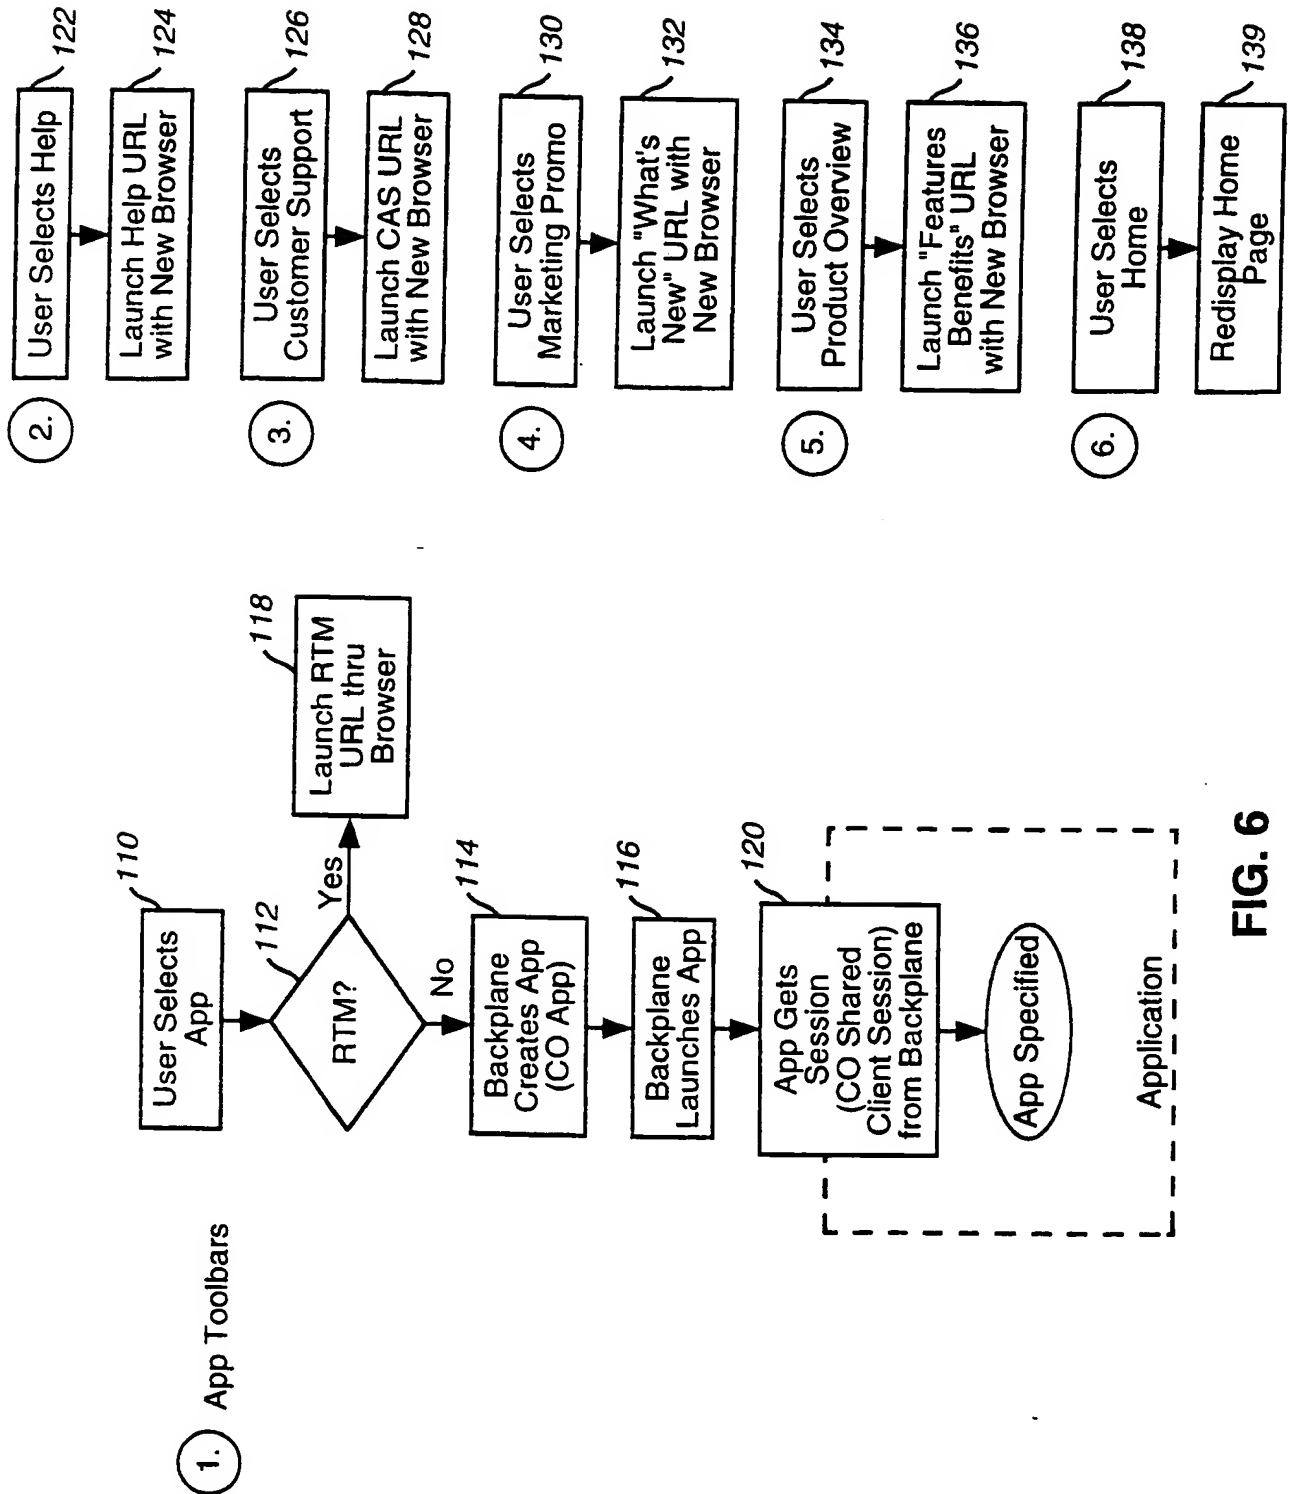 1.
App Toolbars
110
User Selects
App
112
RTM?
Yes
118
Launch RTM
URL thru
Browser
No
114
Backplane
Creates App
(CO App)
116
Backplane
Launches App
120
App Gets
Session
(CO Shared
Client Session)
from Backplane
App Specified
Application
2.
122
User Selects Help
124
Launch Help URL
with New Browser
3.
126
User Selects
Customer Support
128
Launch CAS URL
with New Browser
4.
130
User Selects
Marketing Promo
132
Launch "What's
New" URL with
New Browser
5.
134
User Selects
Product Overview
136
Launch "Features
Benefits" URL
with New Browser
6.
138
User Selects
Home
139
Redisplay Home
Page
FIG. 6